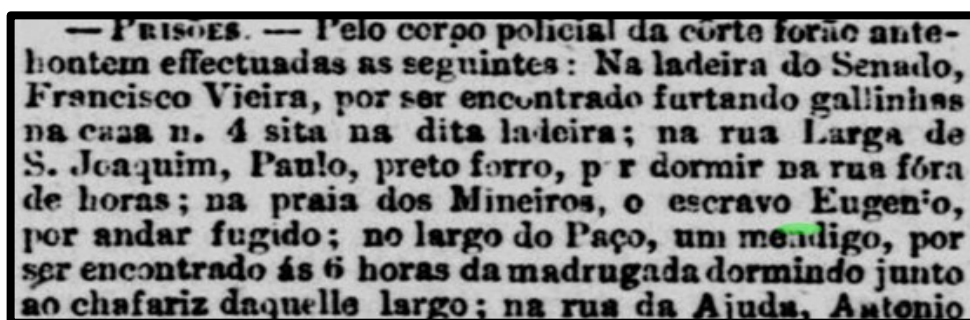 — PRISÕES. — Pelo corpo policial da côrte forão ante-
hontem effectuadas as seguintes: Na ladeira do Senado,
Francisco Vieira, por ser encontrado furtando gallinhas
na casa n. 4 sita na dita ladeira; na rua Larga de
S. Joaquim, Paulo, preto forro, p r dormir na rua fóra
de horas; na praia dos Mineiros, o escravo Eugenio,
por andar fugido; no largo do Paço, um mendigo, por
ser encontrado ás 6 horas da madrugada dormindo junto
ao chafariz daquelle largo; na rua da Ajuda, Antonio